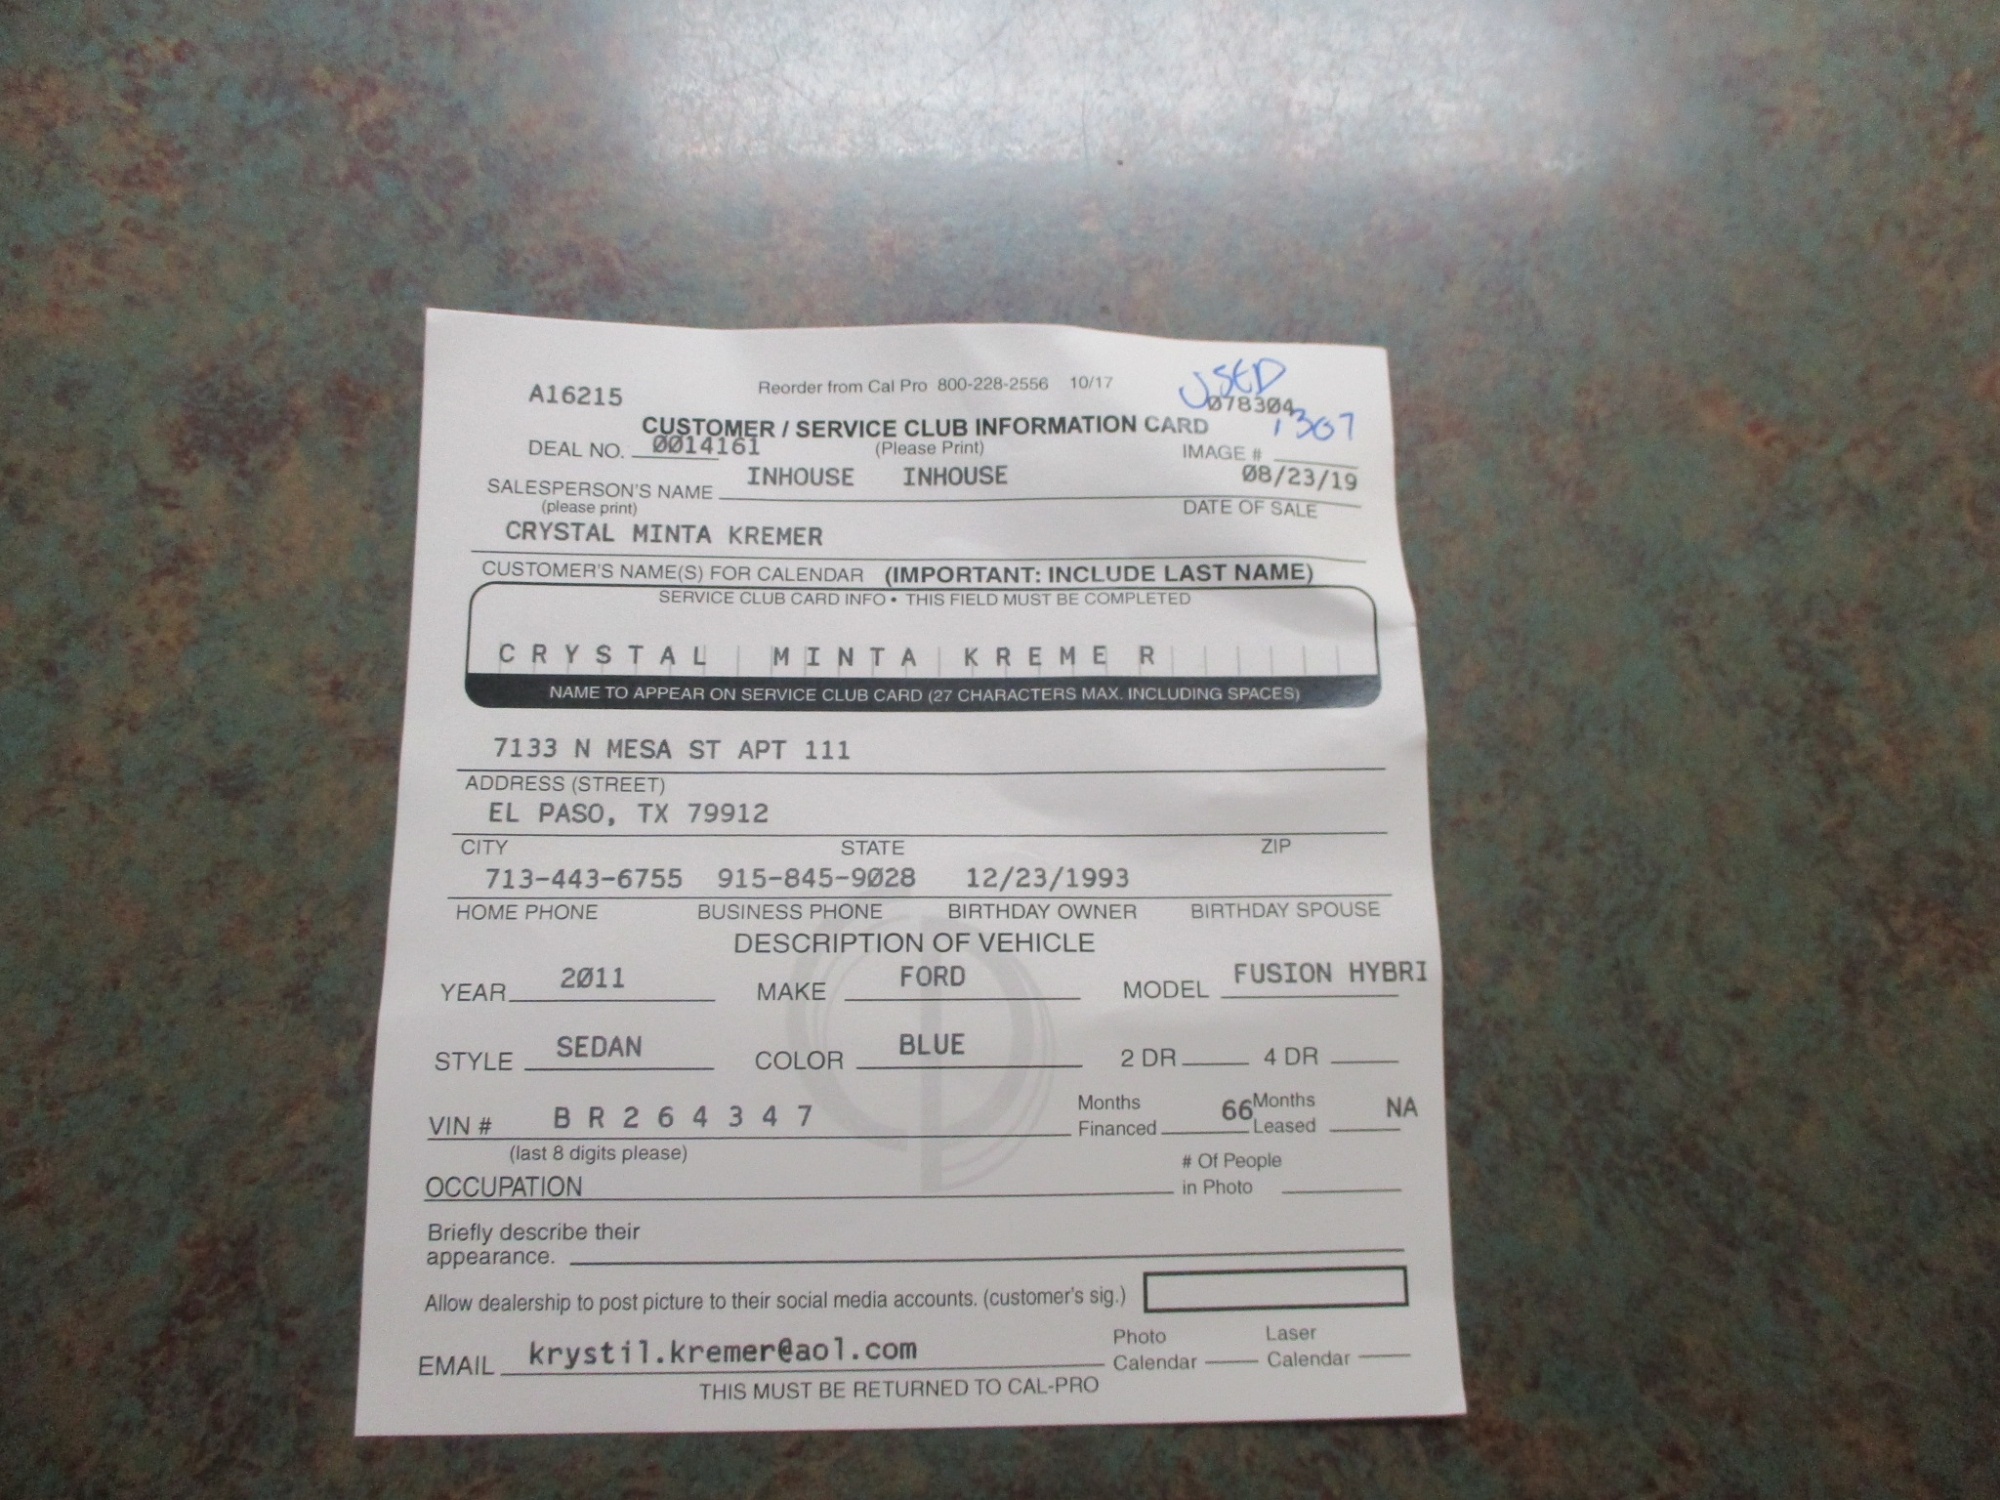 A16215 Reorder from Cal Pro 800-228-2556 10/17 USED
078304
CUSTOMER / SERVICE CLUB INFORMATION CARD 1307
DEAL NO. 0014161 (Please Print) IMAGE #
SALESPERSON'S NAME INHOUSE INHOUSE 08/23/19
(please print) DATE OF SALE
CRYSTAL MINTA KREMER
CUSTOMER'S NAME(S) FOR CALENDAR (IMPORTANT: INCLUDE LAST NAME)
SERVICE CLUB CARD INFO • THIS FIELD MUST BE COMPLETED
CRYSTAL MINTA KREMER
NAME TO APPEAR ON SERVICE CLUB CARD (27 CHARACTERS MAX. INCLUDING SPACES)
7133 N MESA ST APT 111
ADDRESS (STREET)
EL PASO, TX 79912
CITY STATE ZIP
713-443-6755 915-845-9028 12/23/1993
HOME PHONE BUSINESS PHONE BIRTHDAY OWNER BIRTHDAY SPOUSE
DESCRIPTION OF VEHICLE
YEAR 2011 MAKE FORD MODEL FUSION HYBRI
STYLE SEDAN COLOR BLUE 2 DR 4 DR
VIN # BR264347 Months Financed 66 Months Leased NA
(last 8 digits please)
OCCUPATION # Of People in Photo
Briefly describe their
appearance.
Allow dealership to post picture to their social media accounts. (customer's sig.)
EMAIL krystil.kremer@aol.com Photo Calendar Laser Calendar
THIS MUST BE RETURNED TO CAL-PRO